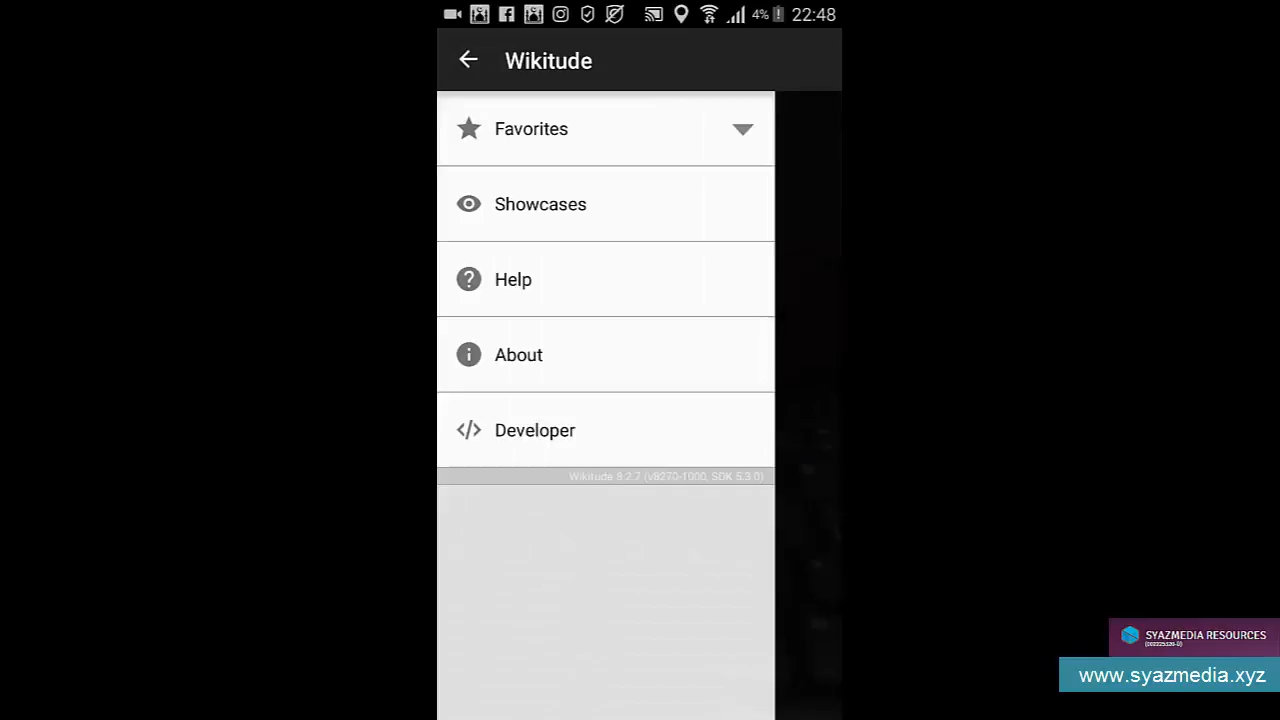 4% 22:48
Wikitude
Favorites
Showcases
Help
About
Developer
Wikitude 8.2.7 (v8270-1000, SDK 5.3.0)
SYAZMEDIA RESOURCES
www.syazmedia.xyz